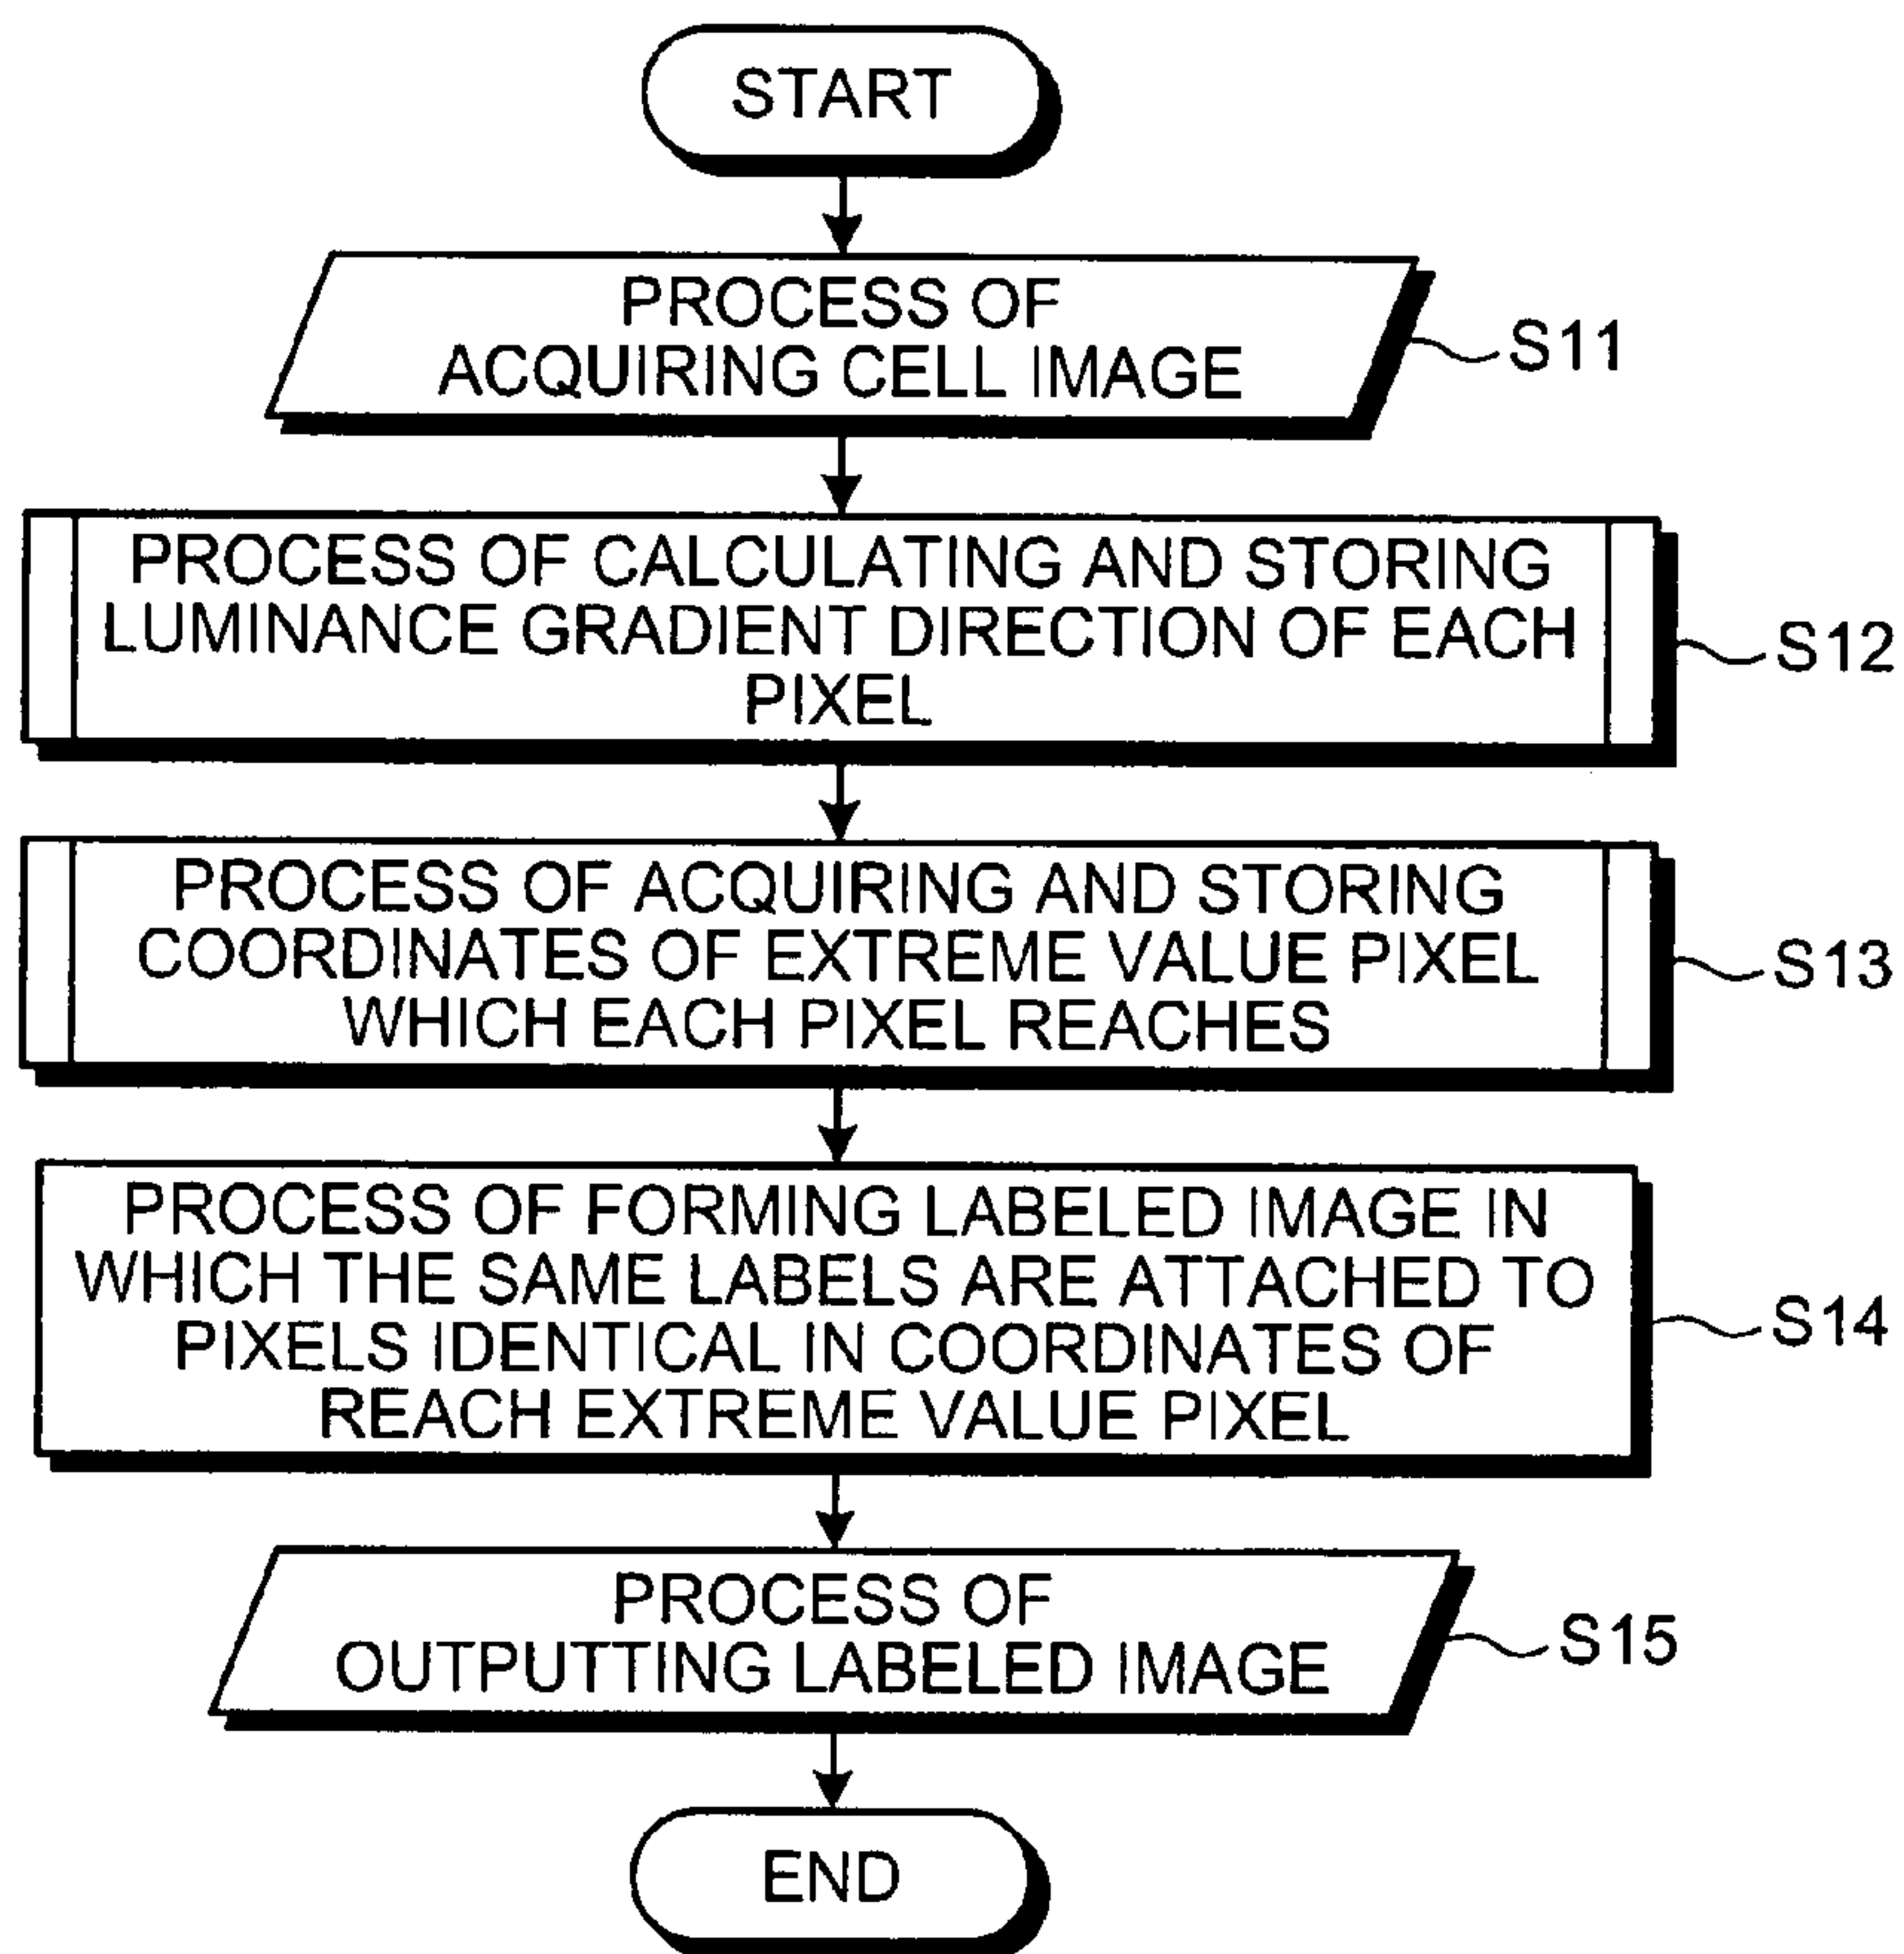 START
PROCESS OF
ACQUIRING CELL IMAGE
S11
PROCESS OF CALCULATING AND STORING
LUMINANCE GRADIENT DIRECTION OF EACH
PIXEL
S12
PROCESS OF ACQUIRING AND STORING
COORDINATES OF EXTREME VALUE PIXEL
WHICH EACH PIXEL REACHES
S13
PROCESS OF FORMING LABELED IMAGE IN
WHICH THE SAME LABELS ARE ATTACHED TO
PIXELS IDENTICAL IN COORDINATES OF
REACH EXTREME VALUE PIXEL
S14
PROCESS OF
OUTPUTTING LABELED IMAGE
S15
END